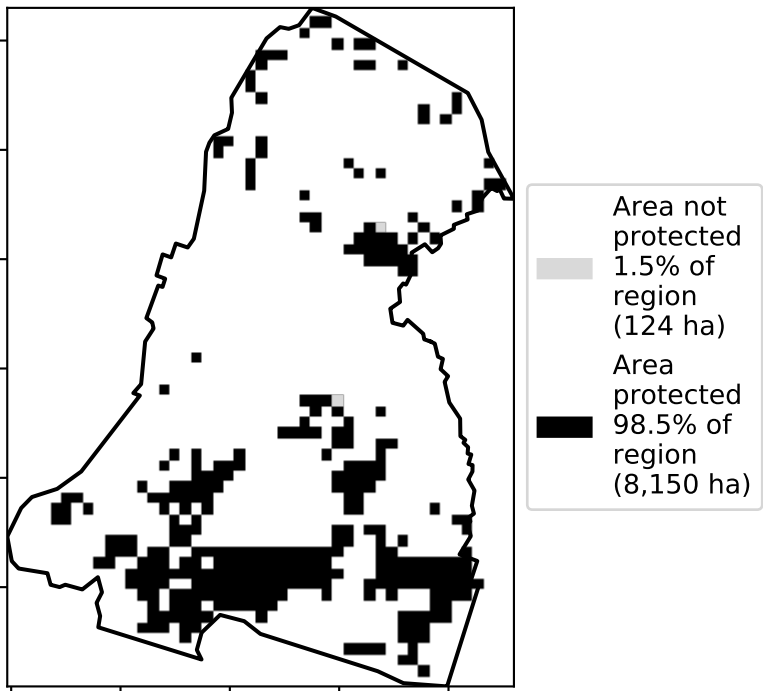 Area not
protected
1.5% of
region
(124 ha)
Area
protected
98.5% of
region
(8,150 ha)